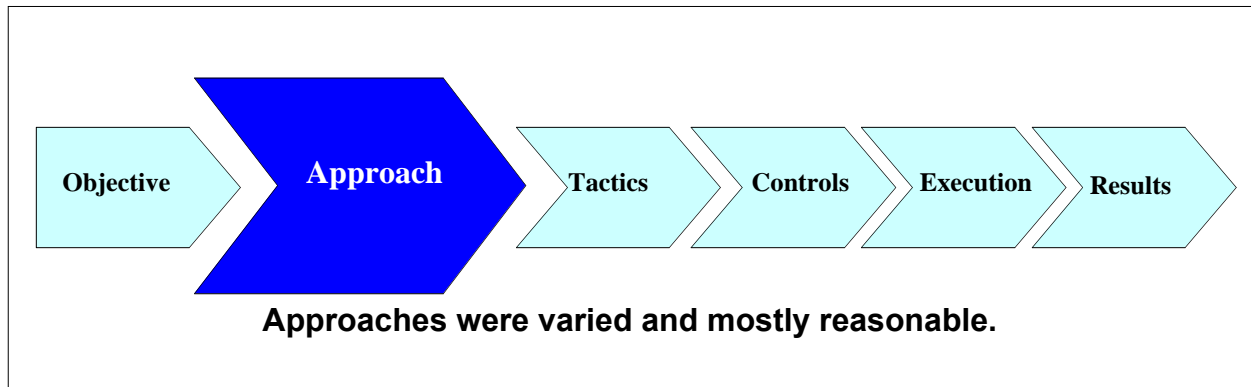 Objective
Approach
Tactics
Controls
Execution
Results
Approaches were varied and mostly reasonable.